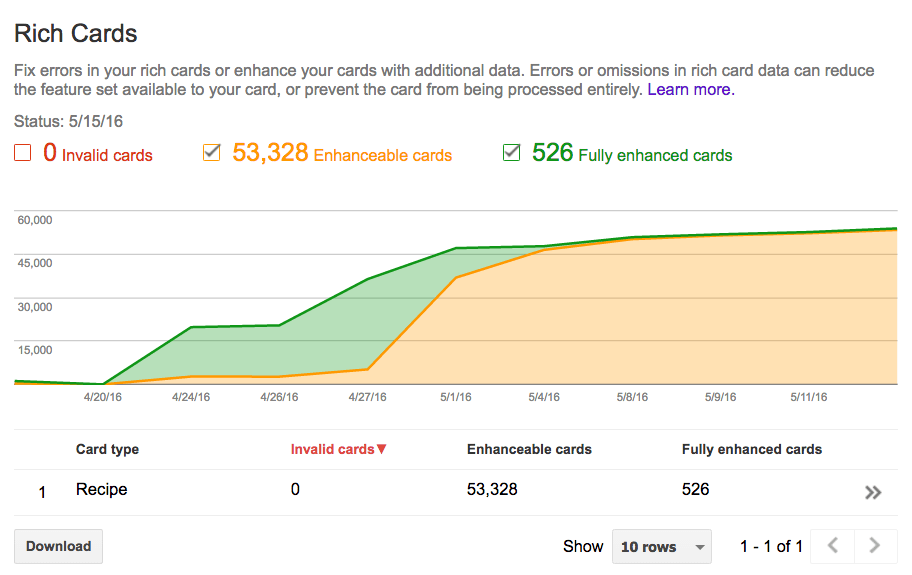 Rich Cards
Fix errors in your rich cards or enhance your cards with additional data. Errors or omissions in rich card data can reduce
the feature set available to your card, or prevent the card from being processed entirely. Learn more.
Status: 5/15/16
0 Invalid cards 53,328 Enhanceable cards 526 Fully enhanced cards
60,000
45,000
30,000
15,000
4/20/16 4/24/16 4/26/16 4/27/16 5/1/16 5/4/16 5/8/16 5/9/16 5/11/16
Card type Invalid cards▼ Enhanceable cards Fully enhanced cards
1 Recipe 0 53,328 526 »
Download Show 10 rows 1 - 1 of 1